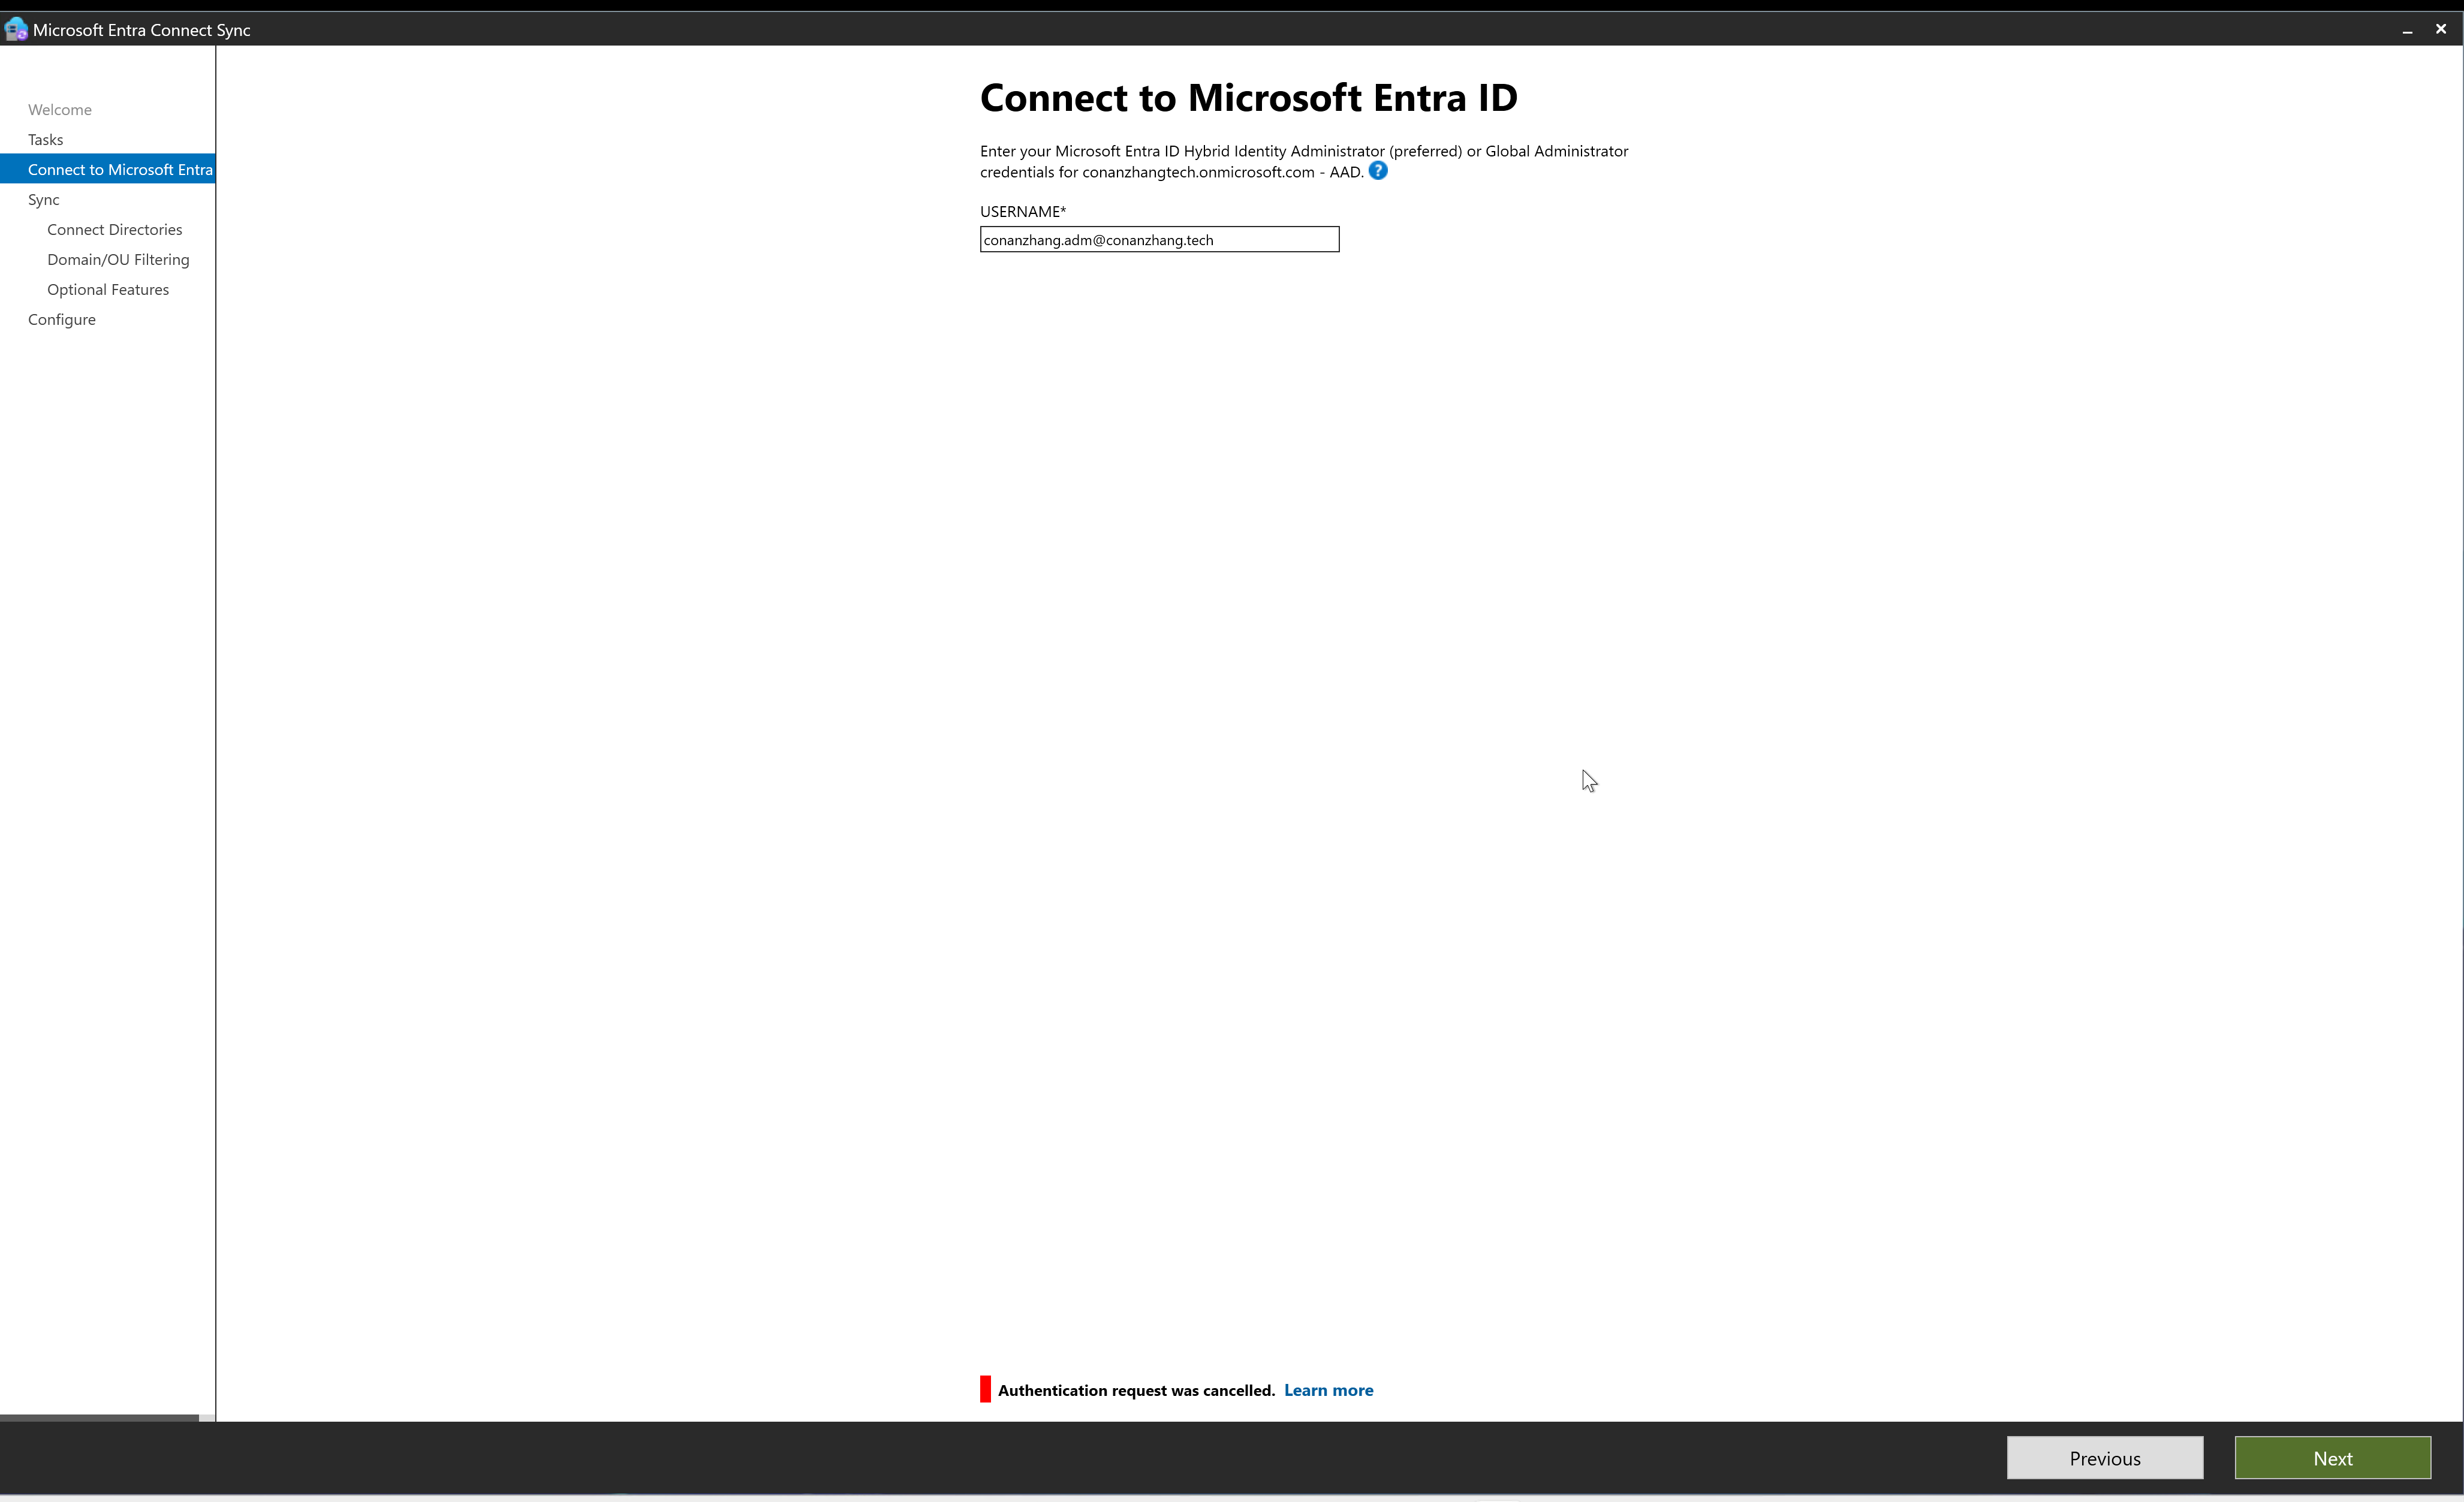 Microsoft Entra Connect Sync
Welcome
Tasks
Connect to Microsoft Entra
Sync
Connect Directories
Domain/OU Filtering
Optional Features
Configure
Connect to Microsoft Entra ID
Enter your Microsoft Entra ID Hybrid Identity Administrator (preferred) or Global Administrator
credentials for conanzhangtech.onmicrosoft.com - AAD. ?
USERNAME*
conanzhang.adm@conanzhang.tech
Authentication request was cancelled. Learn more
Previous
Next